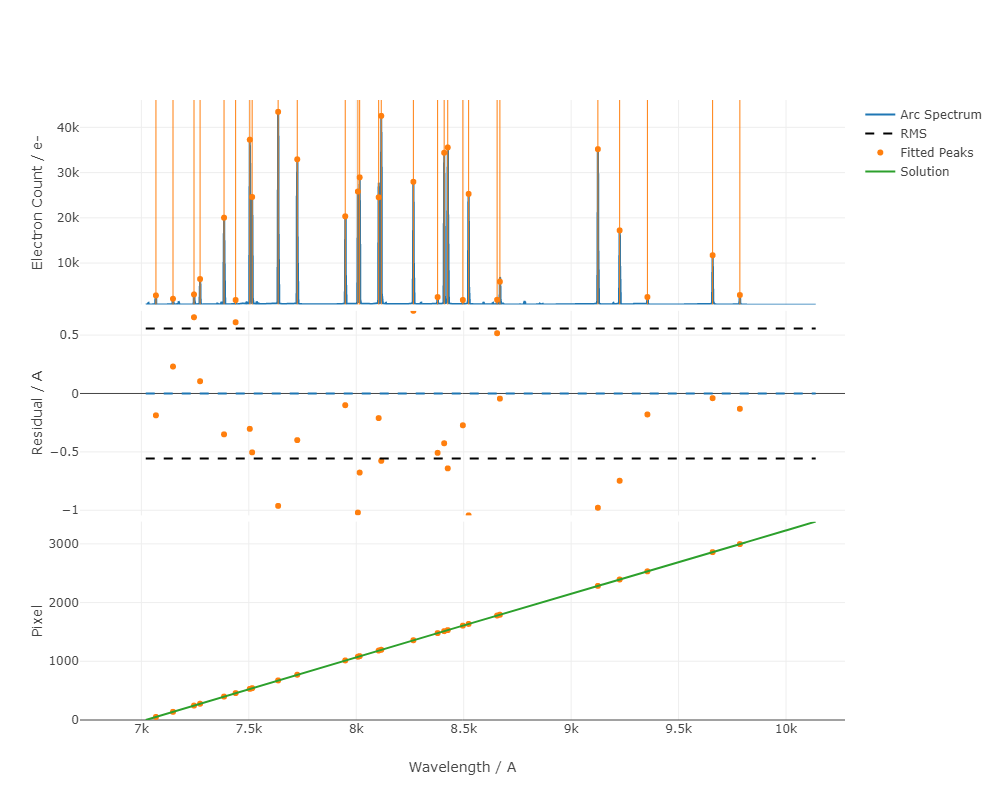 40k
30k
20k
10k
Electron Count / e-
Arc Spectrum
RMS
Fitted Peaks
Solution
0.5
0
−0.5
−1
Residual / A
3000
2000
1000
0
Pixel
7k 7.5k 8k 8.5k 9k 9.5k 10k
Wavelength / A